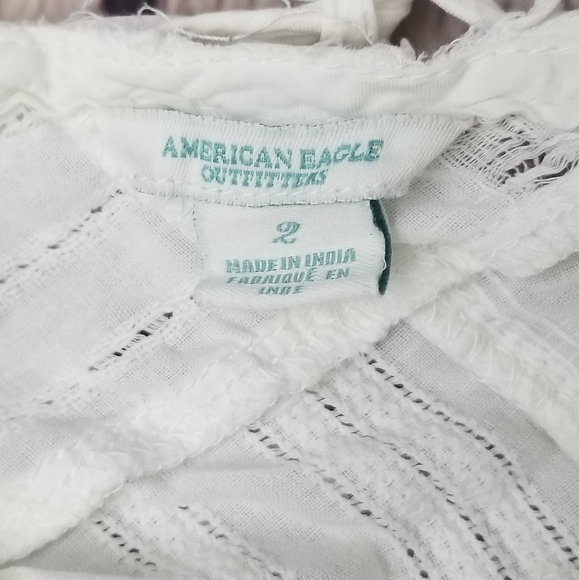 AMERICAN EAGLE
OUTFITTERS
2
MADE IN INDIA
FABRIQUÉ EN
INDE